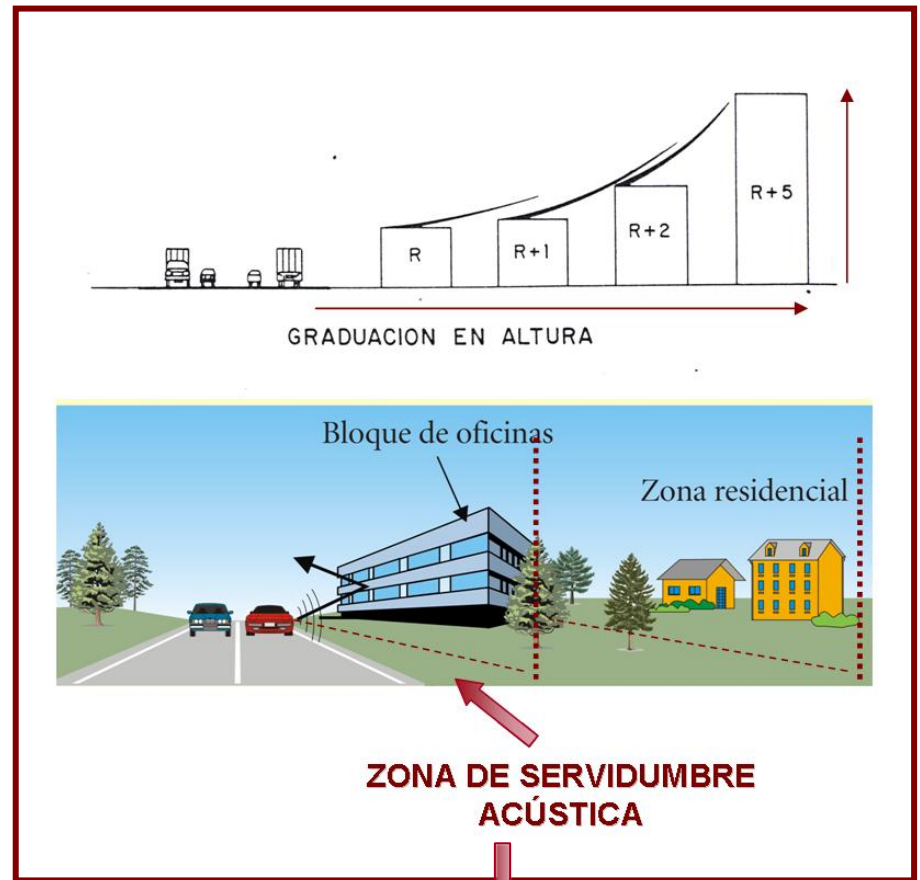 R+5
R+2
R+1
R
GRADUACION EN ALTURA
Bloque de oficinas
Zona residencial
ZONA DE SERVIDUMBRE
ACÚSTICA